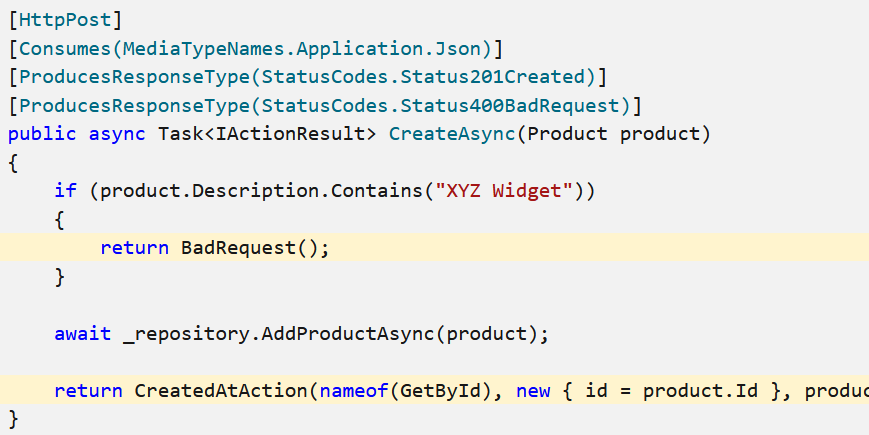 [HttpPost]
[Consumes(MediaTypeNames.Application.Json)]
[ProducesResponseType(StatusCodes.Status201Created)]
[ProducesResponseType(StatusCodes.Status400BadRequest)]
public async Task<IActionResult> CreateAsync(Product product)
{
    if (product.Description.Contains("XYZ Widget"))
    {
        return BadRequest();
    }
    await _repository.AddProductAsync(product);
    return CreatedAtAction(nameof(GetById), new { id = product.Id },
}